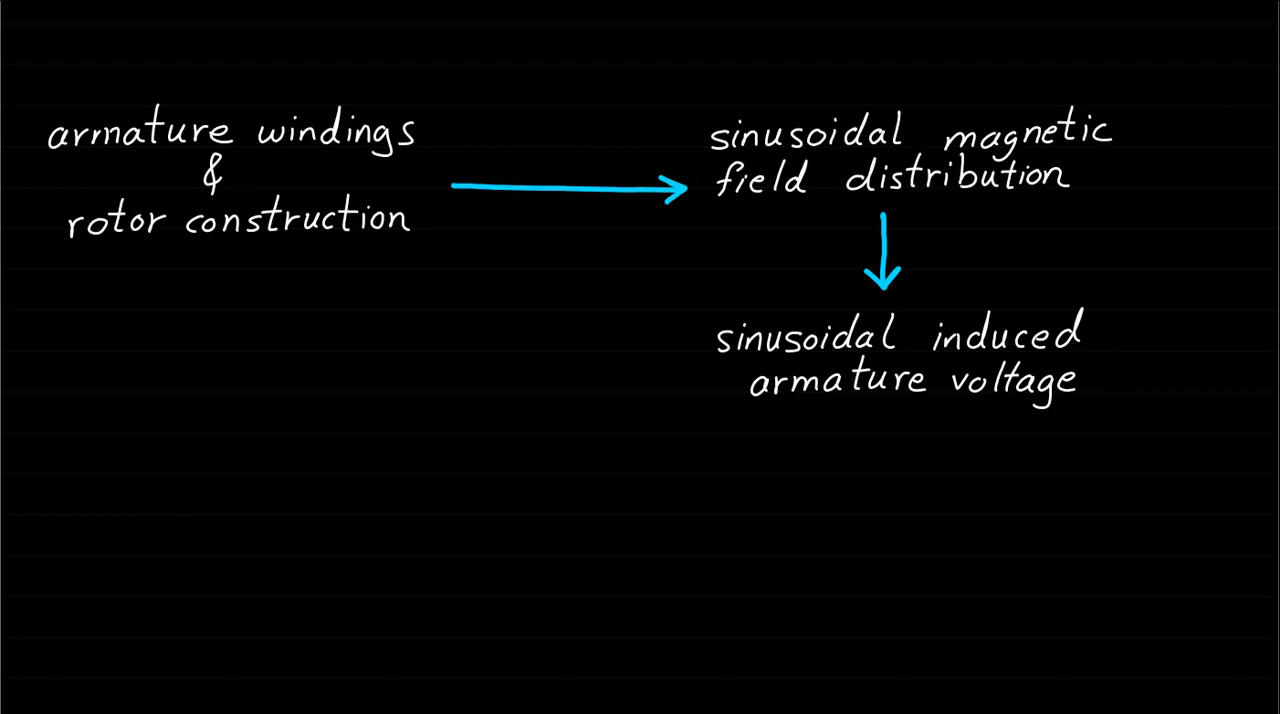 armature windings
&
rotor construction
sinusoidal magnetic
field distribution
sinusoidal induced
armature voltage